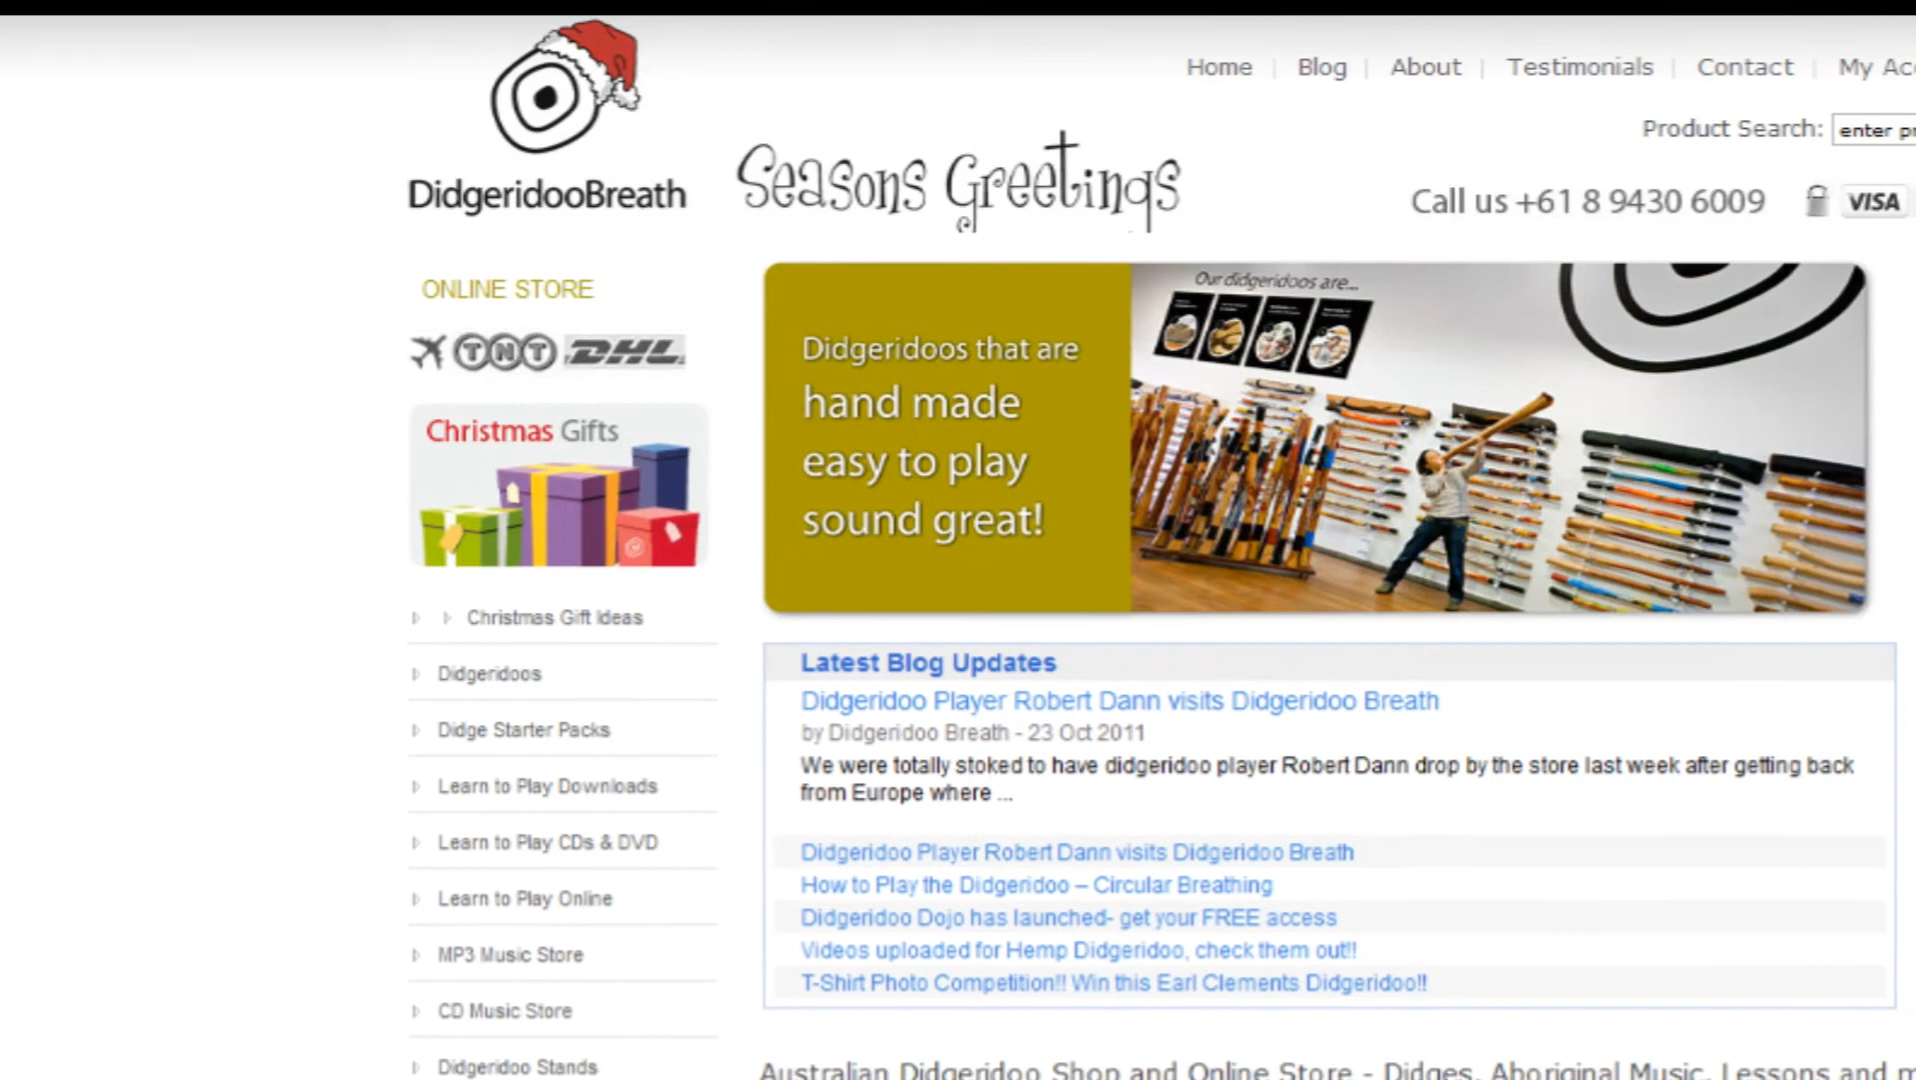 Home
Blog
About
Testimonials
Contact
My
Product Search:
enter
DidgeridooBreath
Seasons Greetings
Call us +61 8 9430 6009
VISA
ONLINE STORE
TNT
DHL
Christmas Gifts
Didgeridoos that are
hand made
easy to play
sound great!
Our didgeridoos are...
Christmas Gift Ideas
Didgeridoos
Didge Starter Packs
Learn to Play Downloads
Learn to Play CDs & DVD
Learn to Play Online
MP3 Music Store
CD Music Store
Didgeridoo Stands
Latest Blog Updates
Didgeridoo Player Robert Dann visits Didgeridoo Breath
by Didgeridoo Breath - 23 Oct 2011
We were totally stoked to have didgeridoo player Robert Dann drop by the store last week after getting back
from Europe where ...
Didgeridoo Player Robert Dann visits Didgeridoo Breath
How to Play the Didgeridoo – Circular Breathing
Didgeridoo Dojo has launched- get your FREE access
Videos uploaded for Hemp Didgeridoo, check them out!!
T-Shirt Photo Competition!! Win this Earl Clements Didgeridoo!!
Australian Didgeridoo Shop and Online Store - Didges, Aboriginal Music, Lessons and